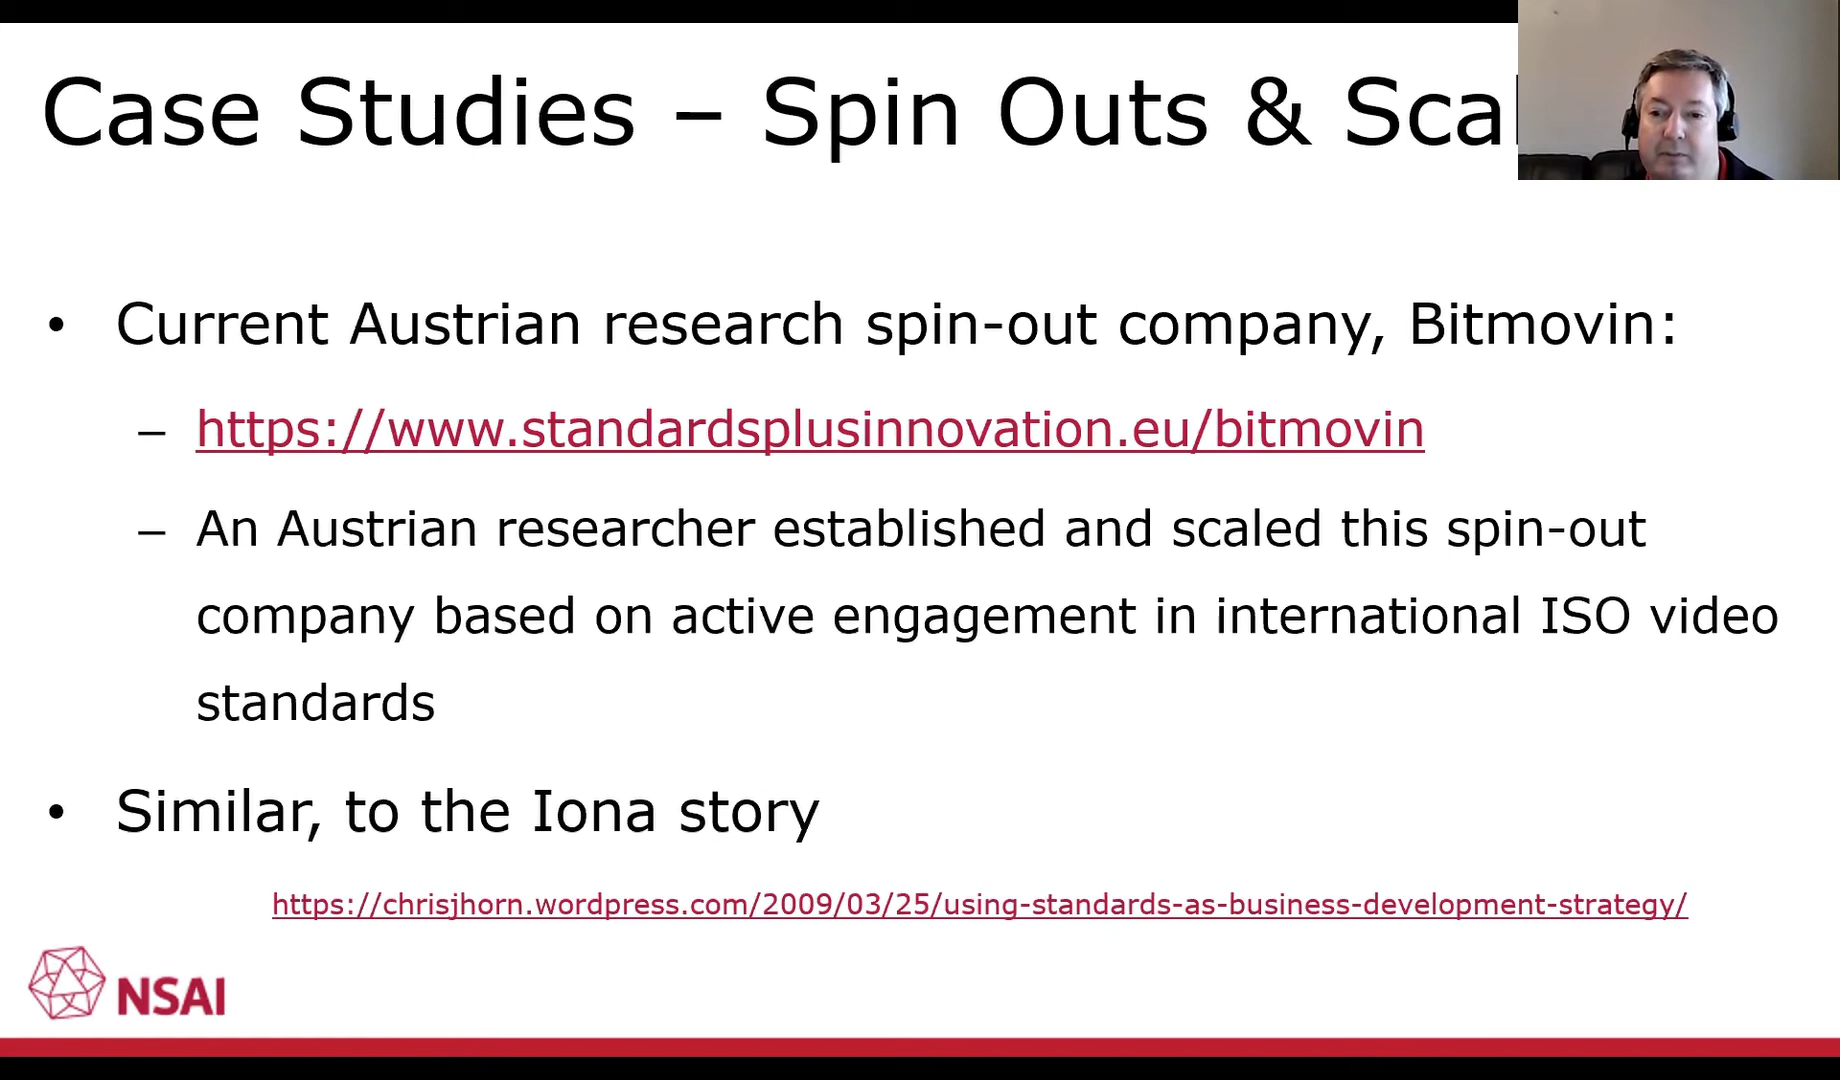 Case Studies – Spin Outs & Sca
• Current Austrian research spin-out company, Bitmovin:
– https://www.standardsplusinnovation.eu/bitmovin
– An Austrian researcher established and scaled this spin-out
company based on active engagement in international ISO video
standards
• Similar, to the Iona story
https://chrisjhorn.wordpress.com/2009/03/25/using-standards-as-business-development-strategy/
NSAI